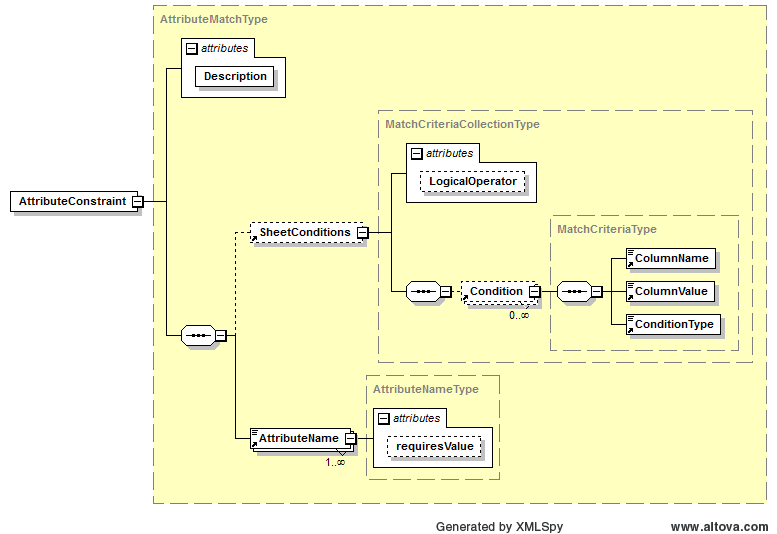 AttributeMatchType
attributes
Description
MatchCriteriaCollectionType
attributes
LogicalOperator
AttributeConstraint
MatchCriteriaType
SheetConditions
ColumnName
Condition
ColumnValue
0..∞
ConditionType
AttributeNameType
attributes
AttributeName
requiresValue
1..∞
Generated by XMLSpy
www.altova.com